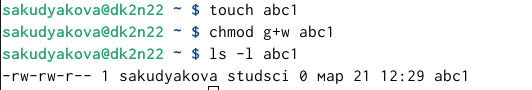 sakudyakova@dk2n22 ~ $ touch abc1
sakudyakova@dk2n22 ~ $ chmod g+w abc1
sakudyakova@dk2n22 ~ $ ls -l abc1
-rw-rw-r-- 1 sakudyakova studsci 0 мар 21 12:29 abc1